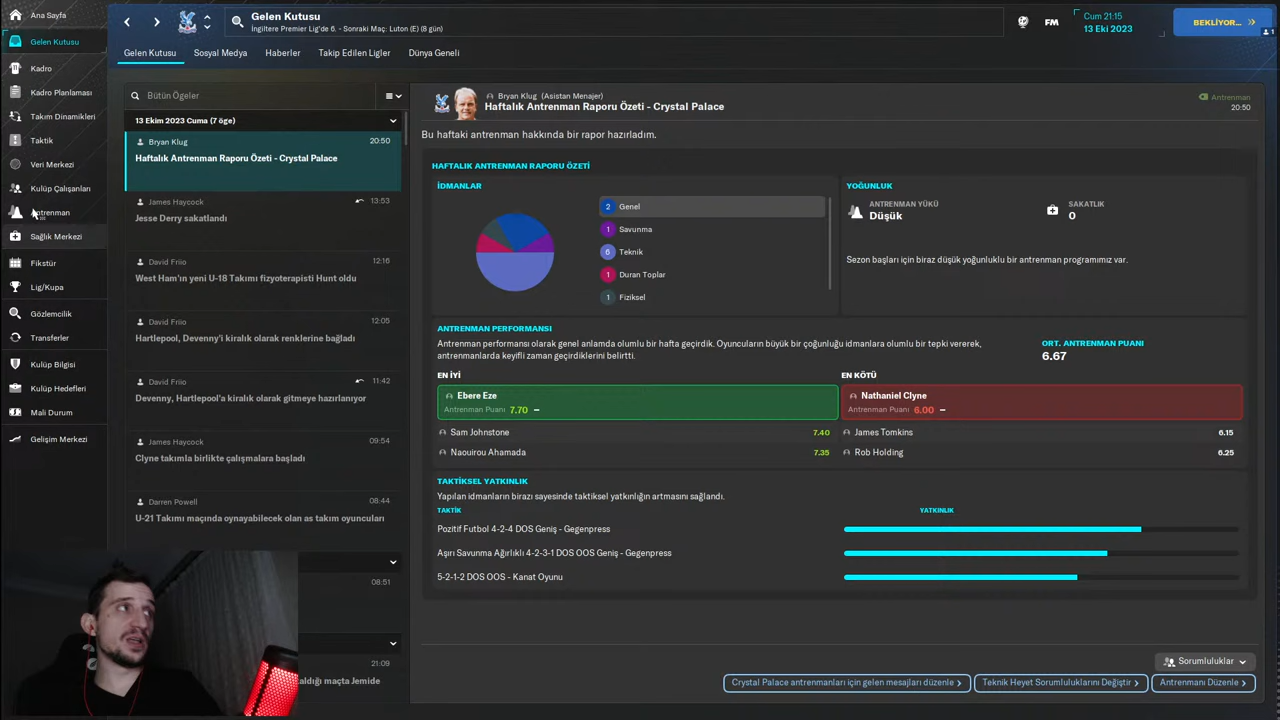 Ana Sayfa
Gelen Kutusu
Kadro
Kadro Planlaması
Takım Dinamikleri
Taktik
Veri Merkezi
Kulüp Çalışanları
Antrenman
Sağlık Merkezi
Fikstür
Lig/Kupa
Gözlemcilik
Transferler
Kulüp Bilgisi
Kulüp Hedefleri
Mali Durum
Gelişim Merkezi
Gelen Kutusu
İngiltere Premier Lig'de 6. - Sonraki Maç: Luton (E) (8 gün)
FM
Cum 21:15
13 Eki 2023
BEKLİYOR...
1
Gelen Kutusu
Sosyal Medya
Haberler
Takip Edilen Ligler
Dünya Geneli
Bütün Ögeler
13 Ekim 2023 Cuma (7 öge)
Bryan Klug 20:50
Haftalık Antrenman Raporu Özeti - Crystal Palace
James Haycock 13:53
Jesse Derry sakatlandı
David Friio 12:16
West Ham'ın yeni U-18 Takımı fizyoterapisti Hunt oldu
David Friio 12:05
Hartlepool, Devenny'i kiralık olarak renklerine bağladı
David Friio 11:42
Devenny, Hartlepool'a kiralık olarak gitmeye hazırlanıyor
James Haycock 09:54
Clyne takımla birlikte çalışmalara başladı
Darren Powell 08:44
U-21 Takımı maçında oynayabilecek olan as takım oyuncuları
08:51
21:09
maçta Jemide
Bryan Klug (Asistan Menajer)
Haftalık Antrenman Raporu Özeti - Crystal Palace
Antrenman
20:50
Bu haftaki antrenman hakkında bir rapor hazırladım.
HAFTALIK ANTRENMAN RAPORU ÖZETİ
İDMANLAR
2 Genel
1 Savunma
6 Teknik
1 Duran Toplar
1 Fiziksel
YOĞUNLUK
ANTRENMAN YÜKÜ
Düşük
SAKATLIK
0
Sezon başları için biraz düşük yoğunluklu bir antrenman programımız var.
ANTRENMAN PERFORMANSI
Antrenman performansı olarak genel anlamda olumlu bir hafta geçirdik. Oyuncuların büyük bir çoğunluğu idmanlara olumlu bir tepki vererek,
antrenmanlarda keyifli zaman geçirdiklerini belirtti.
ORT. ANTRENMAN PUANI
6.67
EN İYİ
Ebere Eze
Antrenman Puanı 7.70 –
Sam Johnstone 7.40
Naouirou Ahamada 7.35
EN KÖTÜ
Nathaniel Clyne
Antrenman Puanı 6.00 –
James Tomkins 6.15
Rob Holding 6.25
TAKTİKSEL YATKINLIK
Yapılan idmanların birazı sayesinde taktiksel yatkınlığın artmasını sağlandı.
TAKTİK YATKINLIK
Pozitif Futbol 4-2-4 DOS Geniş - Gegenpress
Aşırı Savunma Ağırlıklı 4-2-3-1 DOS OOS Geniş - Gegenpress
5-2-1-2 DOS OOS - Kanat Oyunu
Sorumluluklar
Crystal Palace antrenmanları için gelen mesajları düzenle
Teknik Heyet Sorumluluklarını Değiştir
Antrenmanı Düzenle